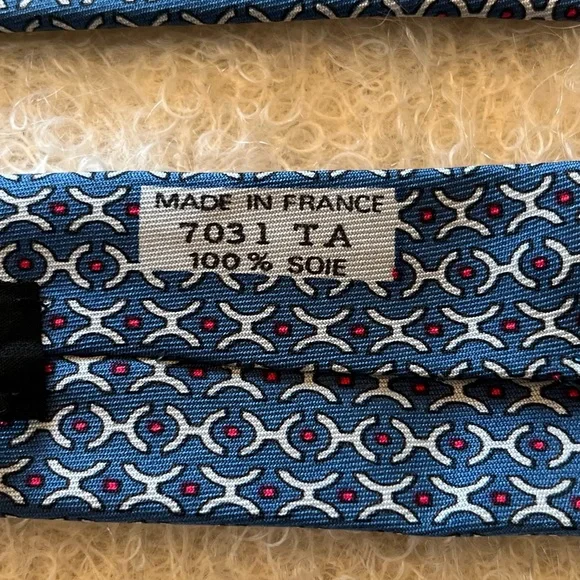 MADE IN FRANCE
7031 TA
100% SOIE